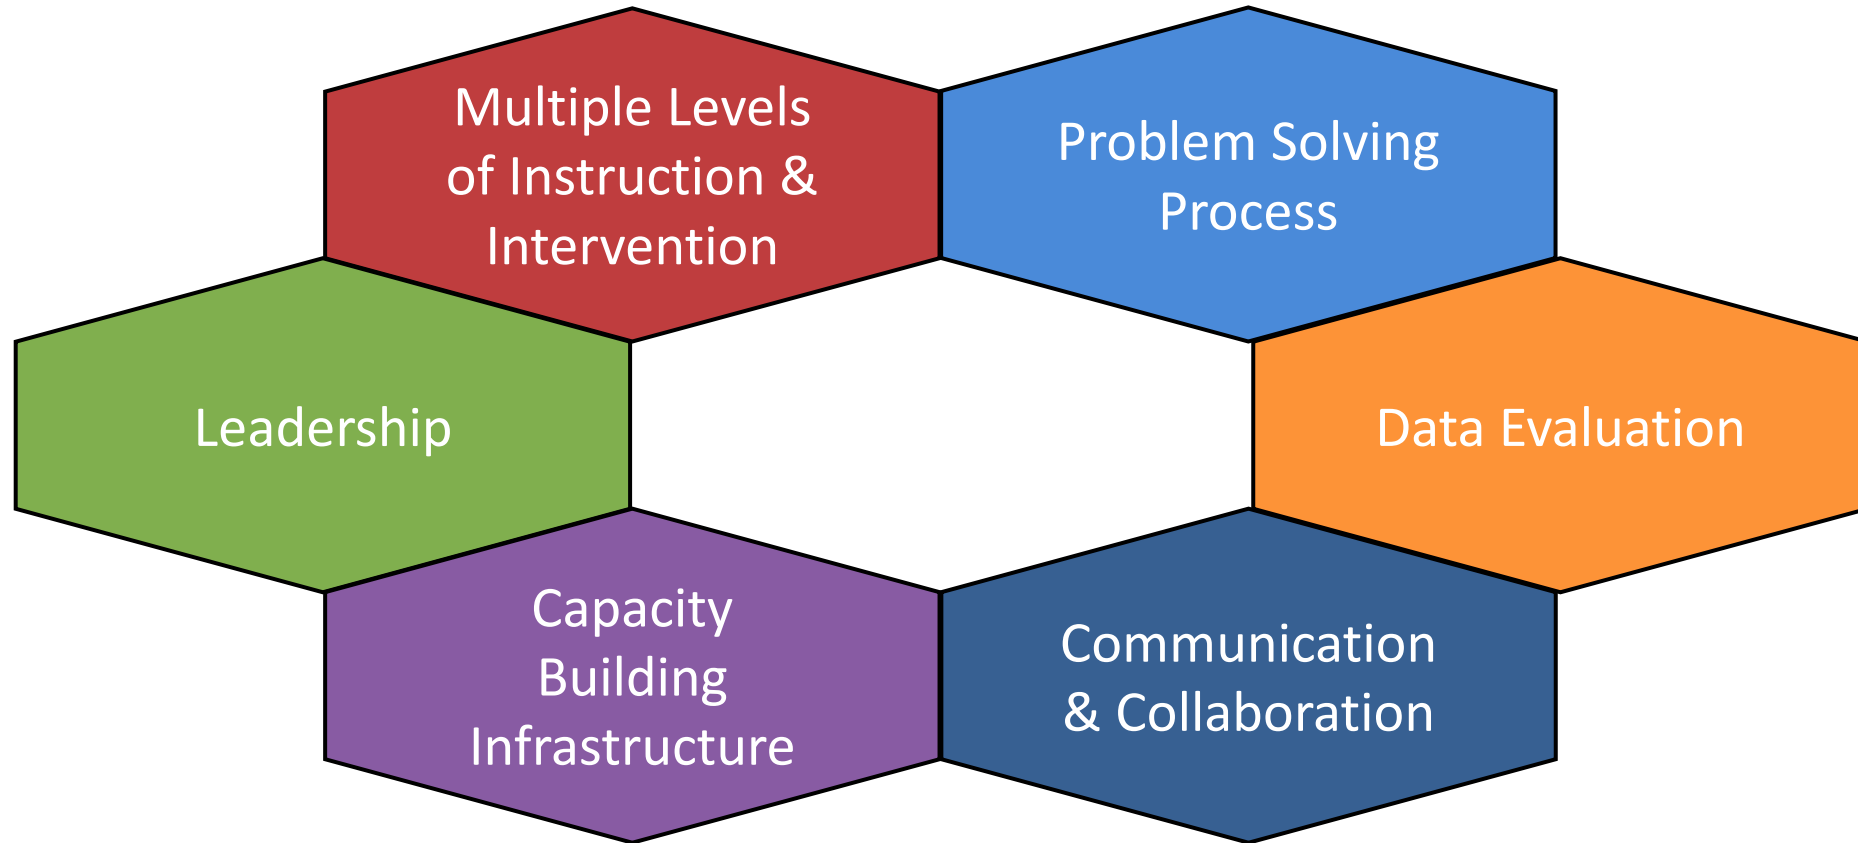 Multiple Levels
of Instruction &
Intervention
Problem Solving
Process
Leadership
Data Evaluation
Capacity
Building
Infrastructure
Communication
& Collaboration